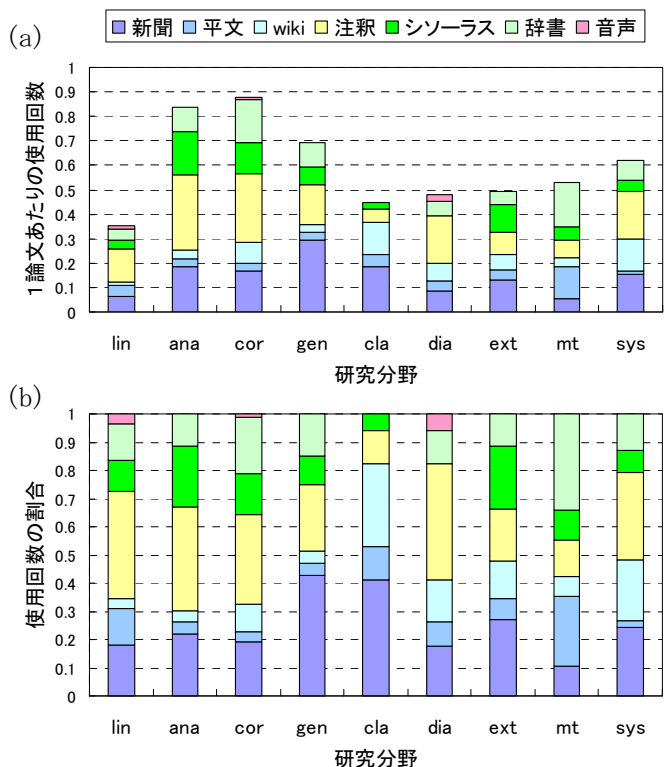 (a)
新聞 平文 wiki 注釈 シソーラス 辞書 音声
1論文あたりの使用回数
1
0.9
0.8
0.7
0.6
0.5
0.4
0.3
0.2
0.1
0
lin ana cor gen cla dia ext mt sys
研究分野
(b)
使用回数の割合
1
0.9
0.8
0.7
0.6
0.5
0.4
0.3
0.2
0.1
0
lin ana cor gen cla dia ext mt sys
研究分野